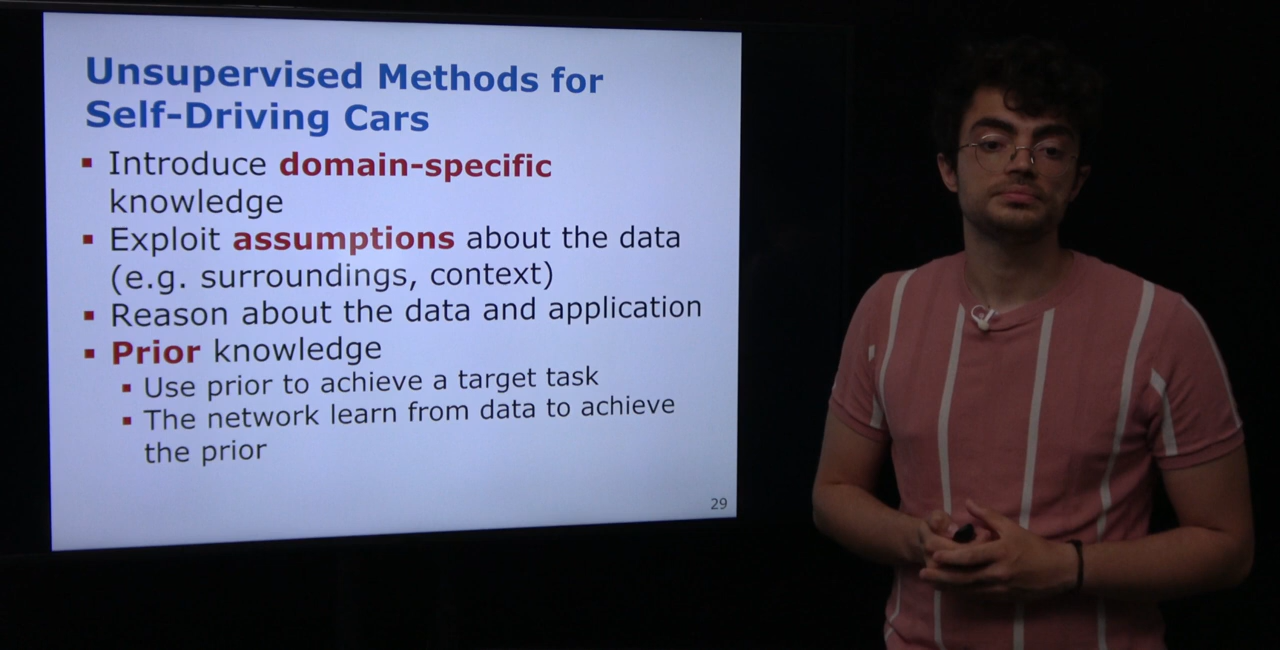 Unsupervised Methods for
Self-Driving Cars
▪ Introduce domain-specific
knowledge
▪ Exploit assumptions about the data
(e.g. surroundings, context)
▪ Reason about the data and application
▪ Prior knowledge
▪ Use prior to achieve a target task
▪ The network learn from data to achieve
the prior
29